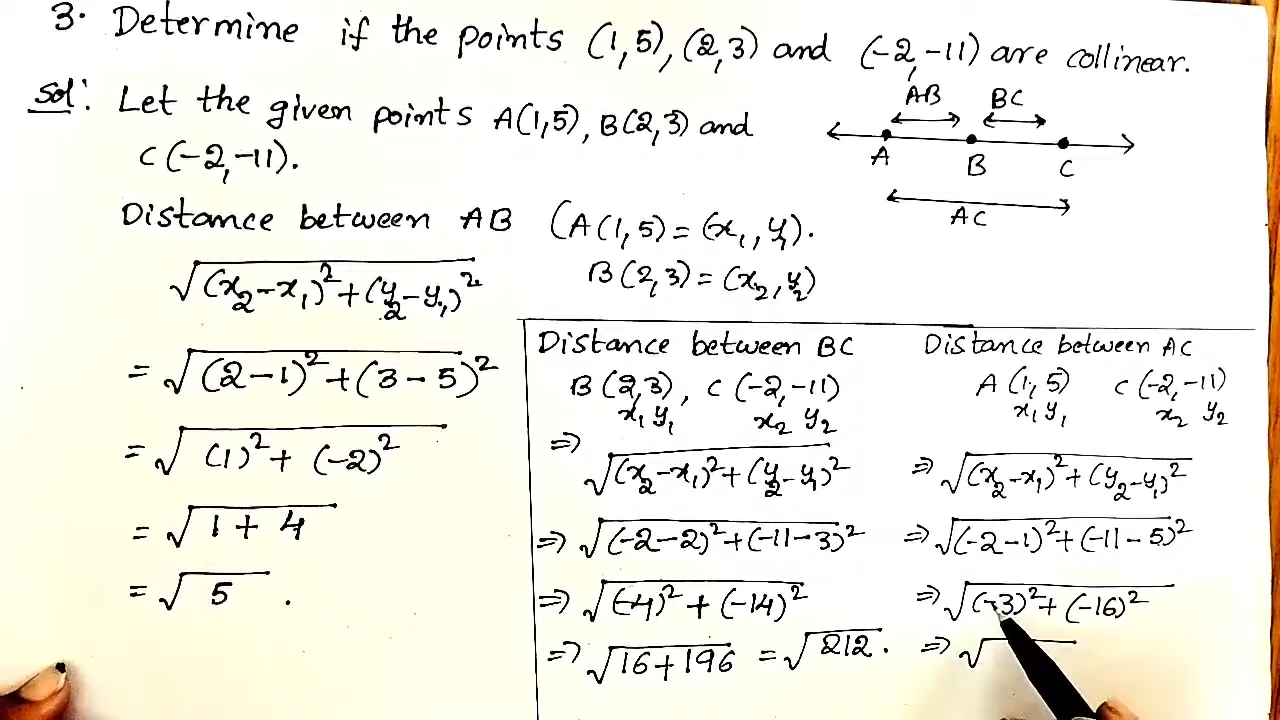 3. Determine if the points (1,5), (2,3) and (-2,-11) are collinear.
Sol: Let the given points A(1,5), B(2,3) and
C(-2,-11).
AB BC
A B C
AC
Distance between AB (A(1,5) = (x₁,y₁).
B(2,3) = (x₂,y₂)
√(x₂-x₁)²+(y₂-y₁)²
= √(2-1)²+(3-5)²
= √(1)²+(-2)²
= √1+4
= √5.
Distance between BC
B(2,3), C(-2,-11)
x₁ y₁ x₂ y₂
⇒ √(x₂-x₁)²+(y₂-y₁)²
⇒ √(-2-2)²+(-11-3)²
⇒ √(-4)²+(-14)²
⇒ √16+196 = √212.
Distance between AC
A(1,5) C(-2,-11)
x₁ y₁ x₂ y₂
⇒ √(x₂-x₁)²+(y₂-y₁)²
⇒ √(-2-1)²+(-11-5)²
⇒ √(-3)²+(-16)²
⇒ √